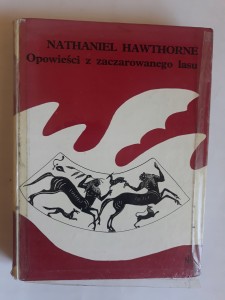 NATHANIEL HAWTHORNE
Opowieści z zaczarowanego lasu